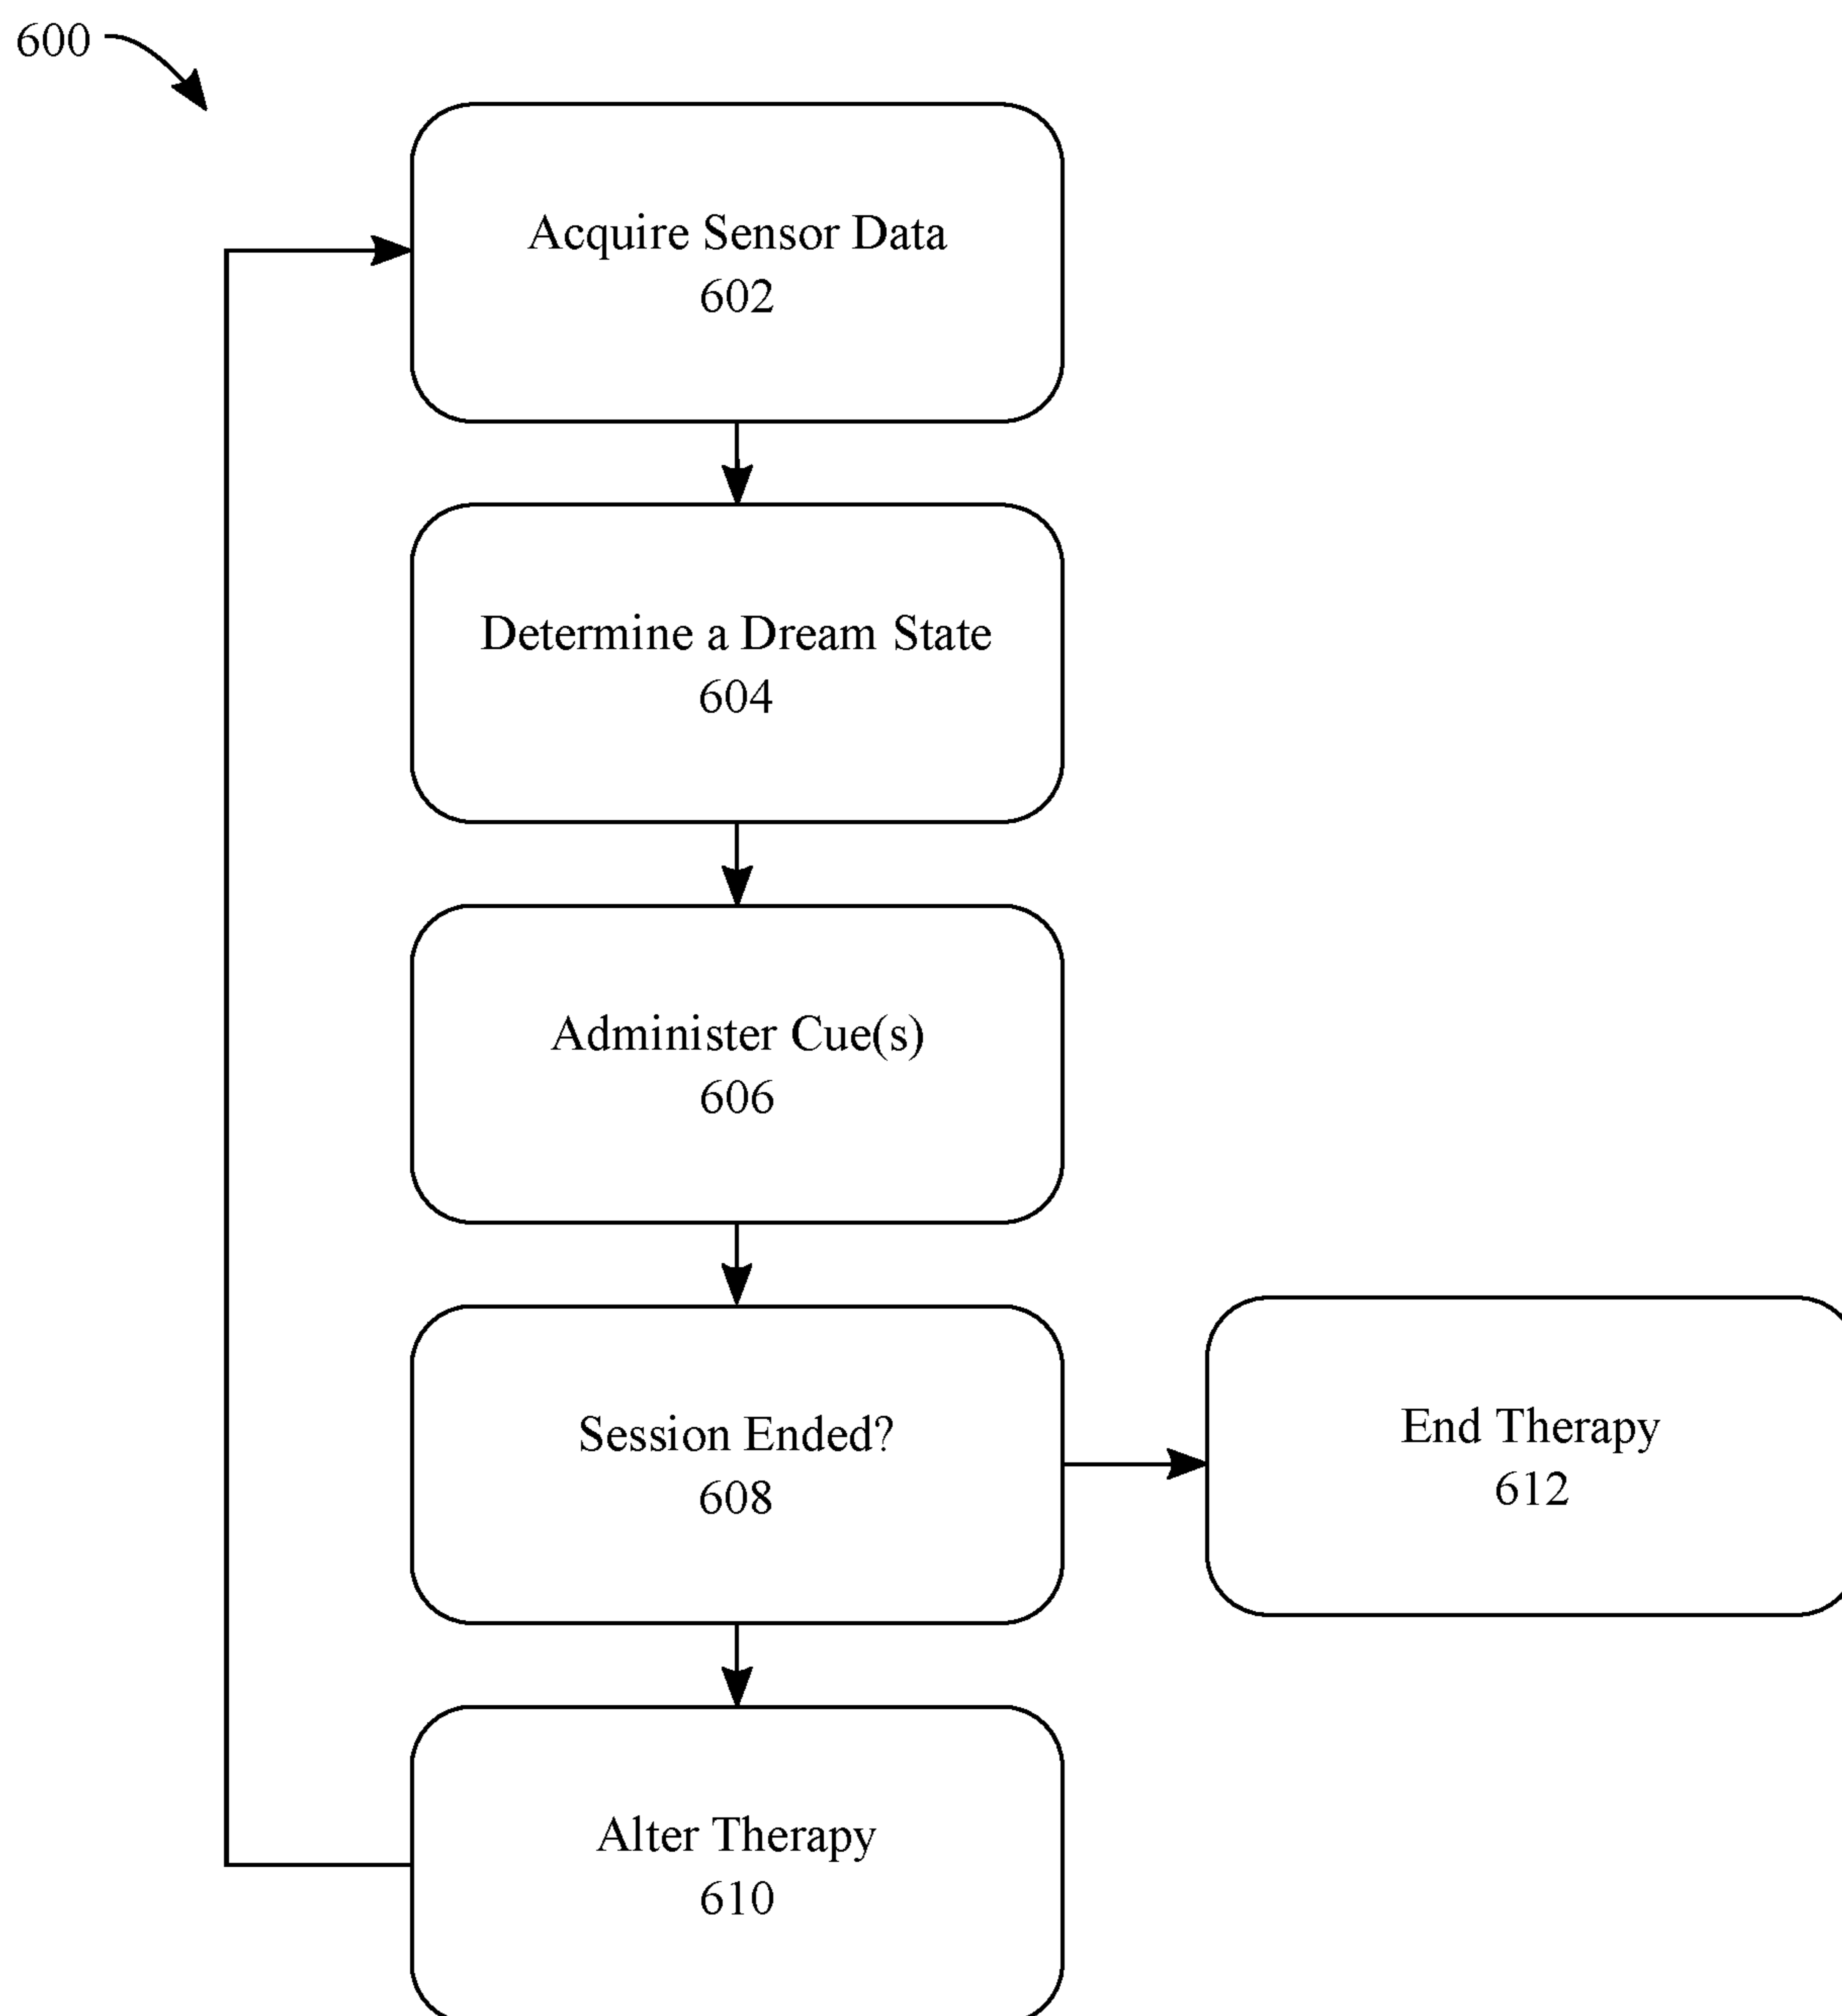 600
Acquire Sensor Data
602
Determine a Dream State
604
Administer Cue(s)
606
Session Ended?
608
End Therapy
612
Alter Therapy
610